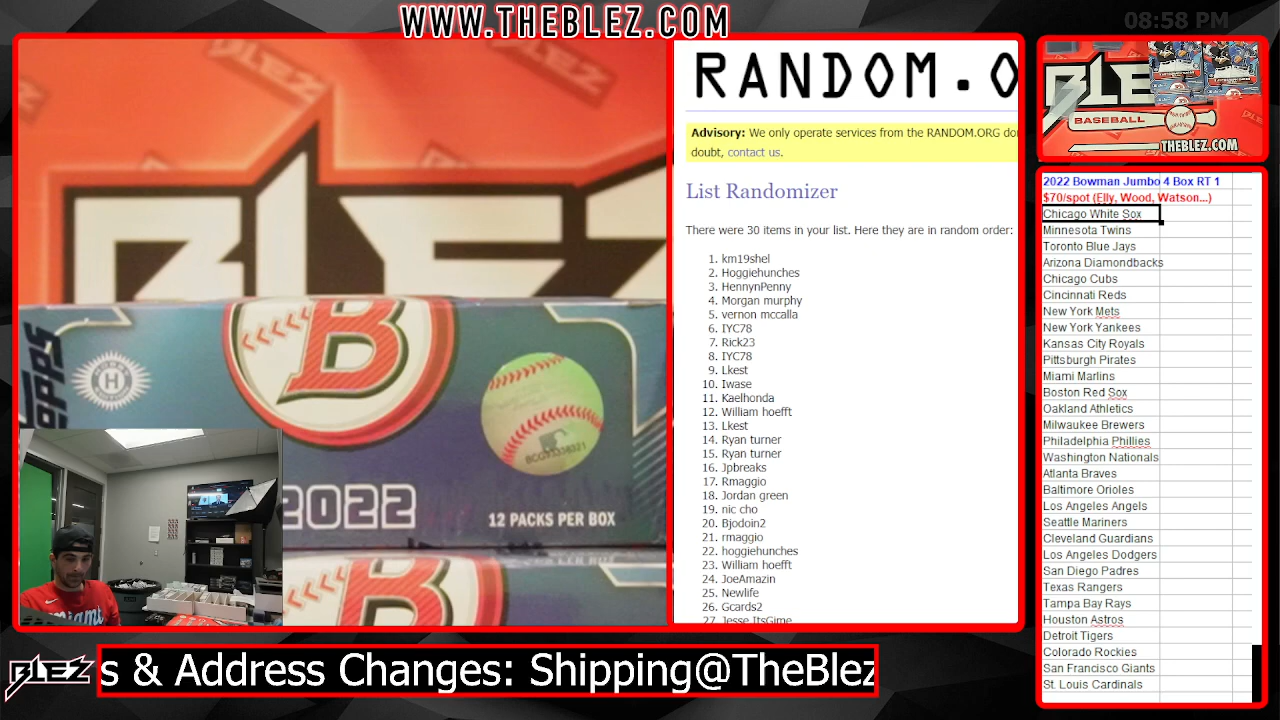 WWW.THEBLEZ.COM
08:58 PM
BLEZ
BLEZ
B
Topps
H
2022
12 PACKS PER BOX
RANDOM.O
Advisory: We only operate services from the RANDOM.ORG do
doubt, contact us.
List Randomizer
There were 30 items in your list. Here they are in random order:
1. km19shel
2. Hoggiehunches
3. HennynPenny
4. Morgan murphy
5. vernon mccalla
6. IYC78
7. Rick23
8. IYC78
9. Lkest
10. Iwase
11. Kaelhonda
12. William hoefft
13. Lkest
14. Ryan turner
15. Ryan turner
16. Jpbreaks
17. Rmaggio
18. Jordan green
19. nic cho
20. Bjodoin2
21. rmaggio
22. hoggiehunches
23. William hoefft
24. JoeAmazin
25. Newlife
26. Gcards2
27. Jesse ItsGime
BLE
BASEBALL
THEBLEZ.COM
2022 Bowman Jumbo 4 Box RT 1
$70/spot (Elly, Wood, Watson...)
Chicago White Sox
Minnesota Twins
Toronto Blue Jays
Arizona Diamondbacks
Chicago Cubs
Cincinnati Reds
New York Mets
New York Yankees
Kansas City Royals
Pittsburgh Pirates
Miami Marlins
Boston Red Sox
Oakland Athletics
Milwaukee Brewers
Philadelphia Phillies
Washington Nationals
Atlanta Braves
Baltimore Orioles
Los Angeles Angels
Seattle Mariners
Cleveland Guardians
Los Angeles Dodgers
San Diego Padres
Texas Rangers
Tampa Bay Rays
Houston Astros
Detroit Tigers
Colorado Rockies
San Francisco Giants
St. Louis Cardinals
Miami
BLEZ
s & Address Changes: Shipping@TheBlez